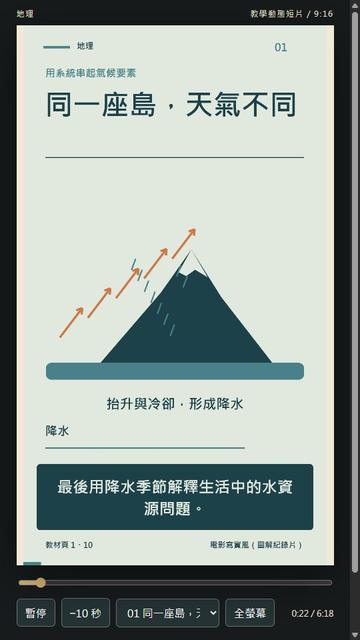 地理
教學動態短片 / 9:16
地理
01
用系統串起氣候要素
同一座島，天氣不同
抬升與冷卻，形成降水
降水
最後用降水季節解釋生活中的水資
源問題。
教材頁 1 - 10
電影寫實風 ( 圖解紀錄片 )
暫停
−10 秒
01 同一座島，
全螢幕
0:22 / 6:18